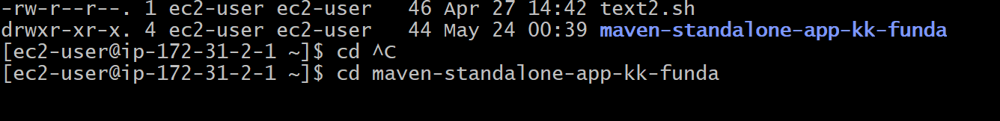 -rw-r--r--. 1 ec2-user ec2-user   46 Apr 27 14:42 text2.sh
drwxr-xr-x. 4 ec2-user ec2-user   44 May 24 00:39 maven-standalone-app-kk-funda
[ec2-user@ip-172-31-2-1 ~]$ cd ^C
[ec2-user@ip-172-31-2-1 ~]$ cd maven-standalone-app-kk-funda